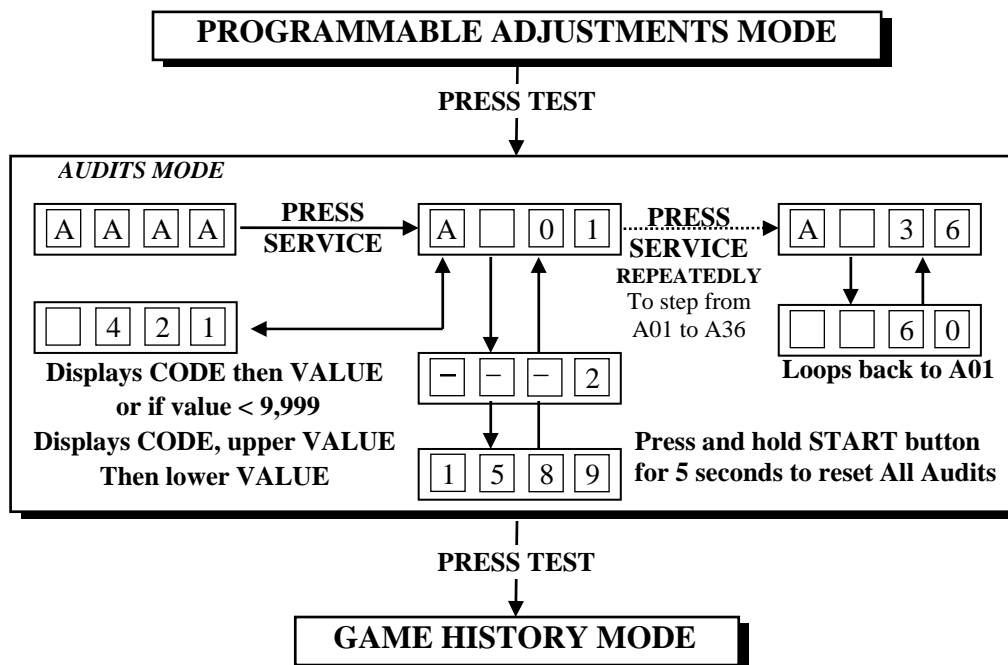 PROGRAMMABLE ADJUSTMENTS MODE
PRESS TEST
AUDITS MODE
A A A A
PRESS
SERVICE
A 0 1
PRESS
SERVICE
REPEATEDLY
To step from
A01 to A36
A 3 6
4 2 1
6 0
Displays CODE then VALUE
or if value < 9,999
Displays CODE, upper VALUE
Then lower VALUE
– – – 2
1 5 8 9
Loops back to A01
Press and hold START button
for 5 seconds to reset All Audits
PRESS TEST
GAME HISTORY MODE